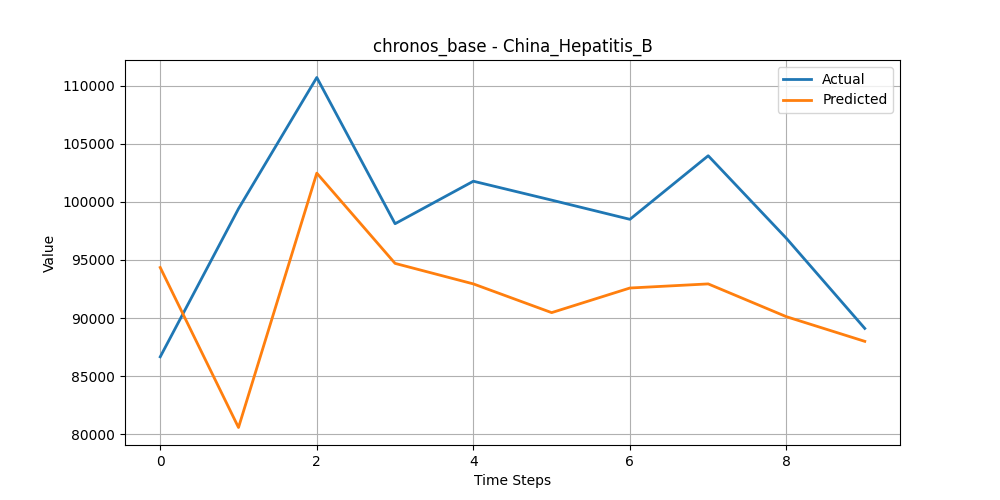 chronos_base - China_Hepatitis_B
Actual
Predicted
110000
105000
100000
95000
90000
85000
80000
Value
0 2 4 6 8
Time Steps